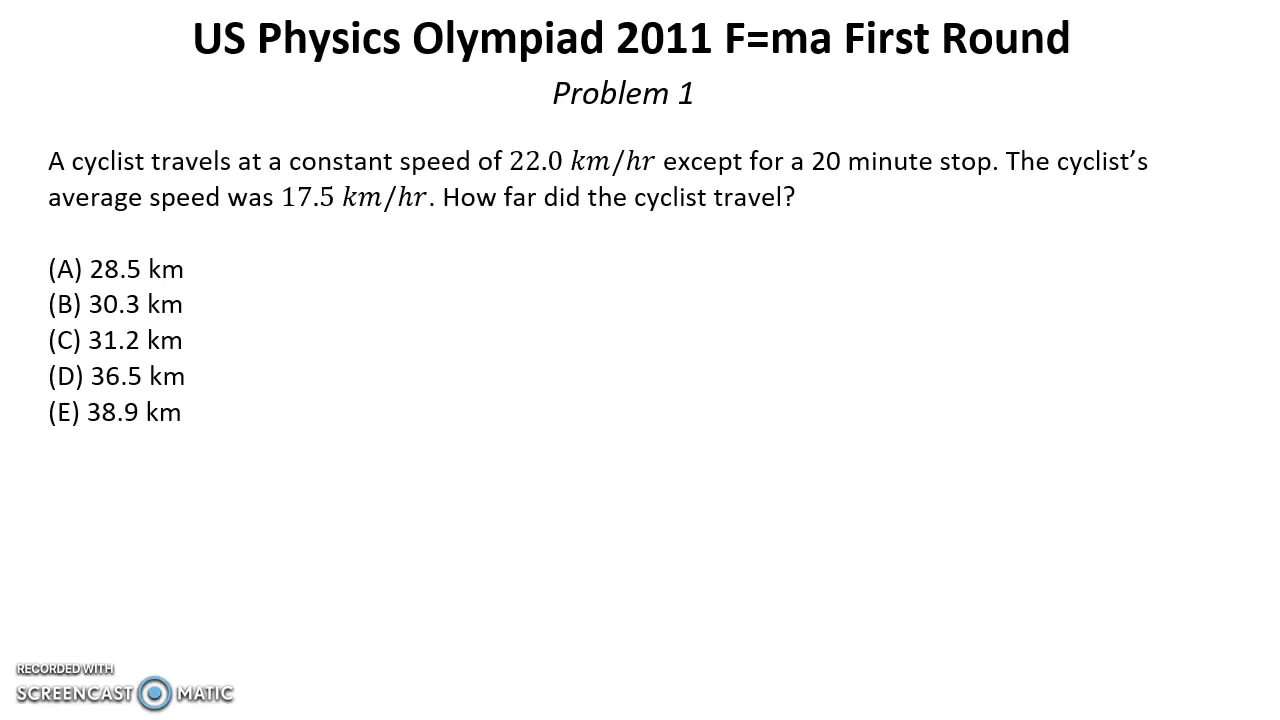 US Physics Olympiad 2011 F=ma First Round
Problem 1
A cyclist travels at a constant speed of 22.0 km/hr except for a 20 minute stop. The cyclist’s
average speed was 17.5 km/hr. How far did the cyclist travel?
(A) 28.5 km
(B) 30.3 km
(C) 31.2 km
(D) 36.5 km
(E) 38.9 km
RECORDED WITH
SCREENCAST MATIC